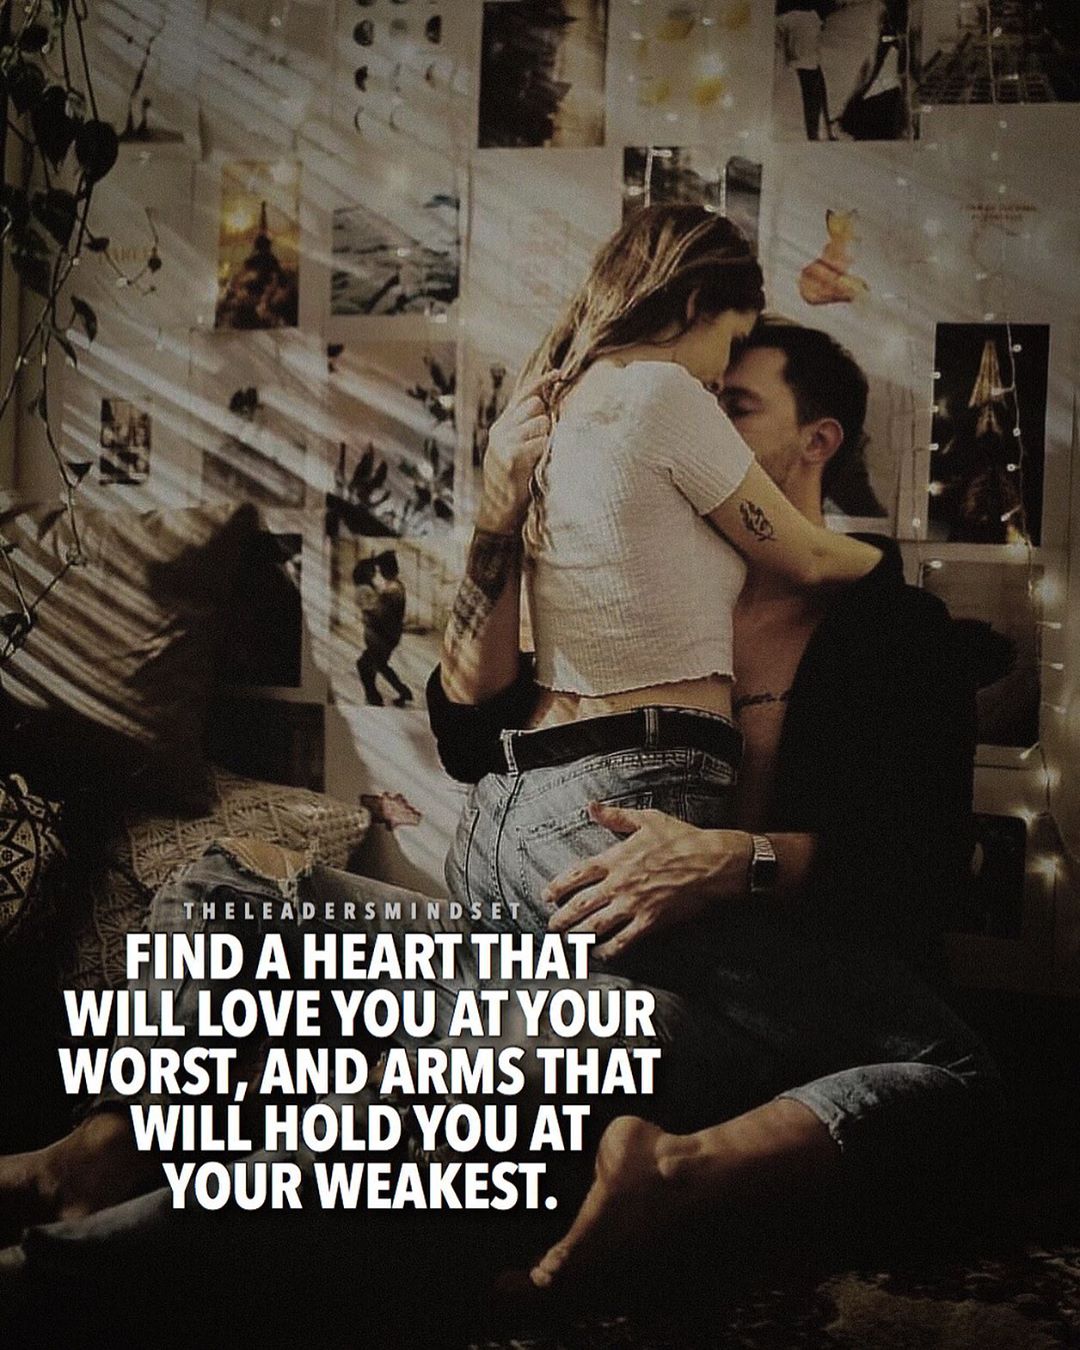 THELEADERSMINDSET
FIND A HEART THAT
WILL LOVE YOU AT YOUR
WORST, AND ARMS THAT
WILL HOLD YOU AT
YOUR WEAKEST.